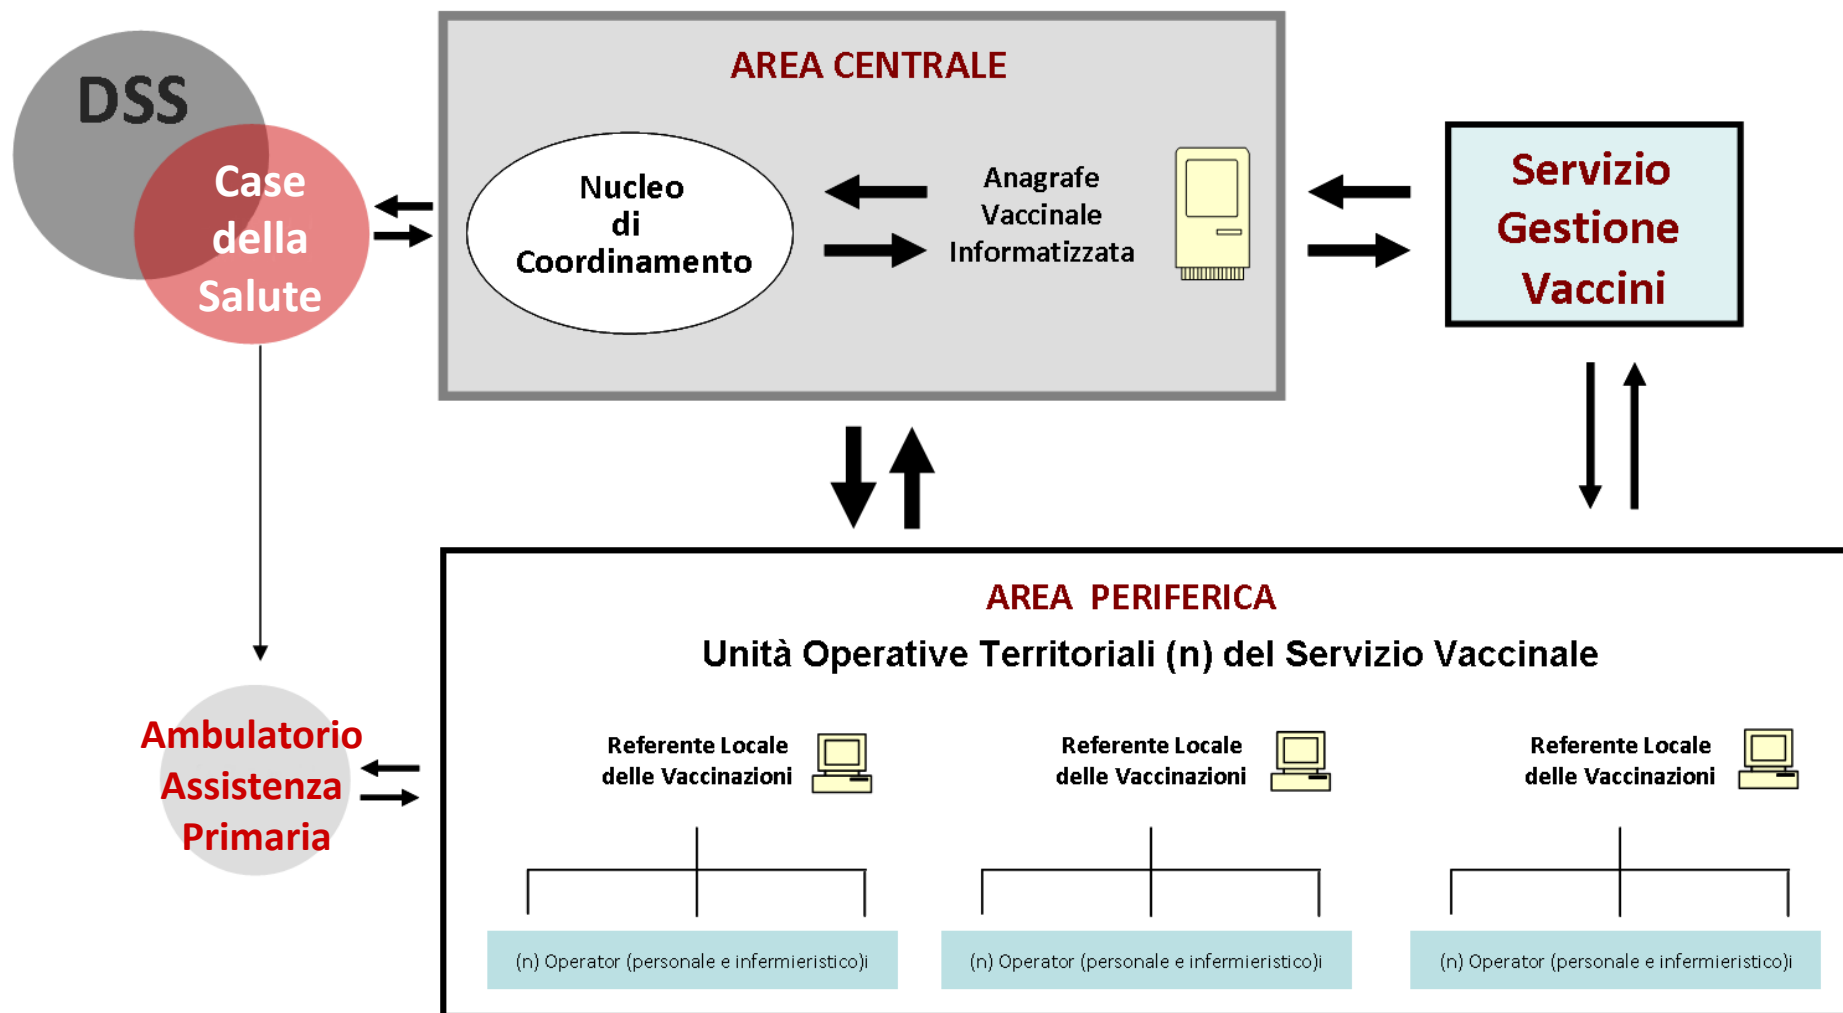 DSS
Case
della
Salute
AREA CENTRALE
Nucleo
di
Coordinamento
Anagrafe
Vaccinale
Informatizzata
Servizio
Gestione
Vaccini
AREA PERIFERICA
Unità Operative Territoriali (n) del Servizio Vaccinale
Ambulatorio
Assistenza
Primaria
Referente Locale
delle Vaccinazioni
Referente Locale
delle Vaccinazioni
Referente Locale
delle Vaccinazioni
(n) Operator (personale e infermieristico)i
(n) Operator (personale e infermieristico)i
(n) Operator (personale e infermieristico)i